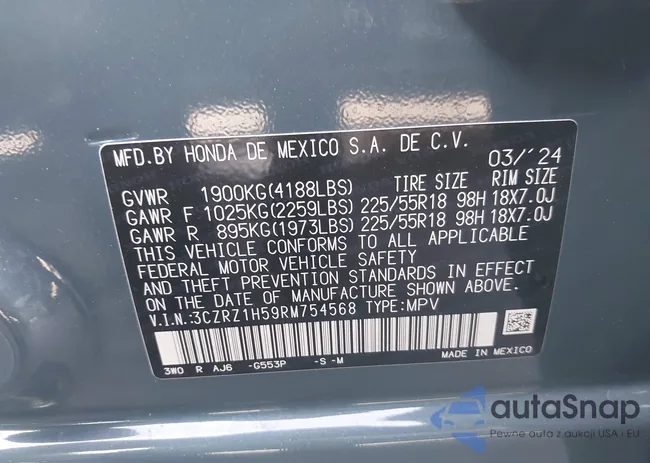 MFD.BY HONDA DE MEXICO S.A. DE C.V. 03/'24
GVWR 1900KG(4188LBS) TIRE SIZE RIM SIZE
GAWR F 1025KG(2259LBS) 225/55R18 98H 18X7.0J
GAWR R 895KG(1973LBS) 225/55R18 98H 18X7.0J
THIS VEHICLE CONFORMS TO ALL APPLICABLE
FEDERAL MOTOR VEHICLE SAFETY
AND THEFT PREVENTION STANDARDS IN EFFECT
ON THE DATE OF MANUFACTURE SHOWN ABOVE.
V.I.N.:3CZRZ1H59RM754568 TYPE:MPV
3W0 R AJ6 -G553P -S-M MADE IN MEXICO
autaSnap
Pewne auta z aukcji USA i EU